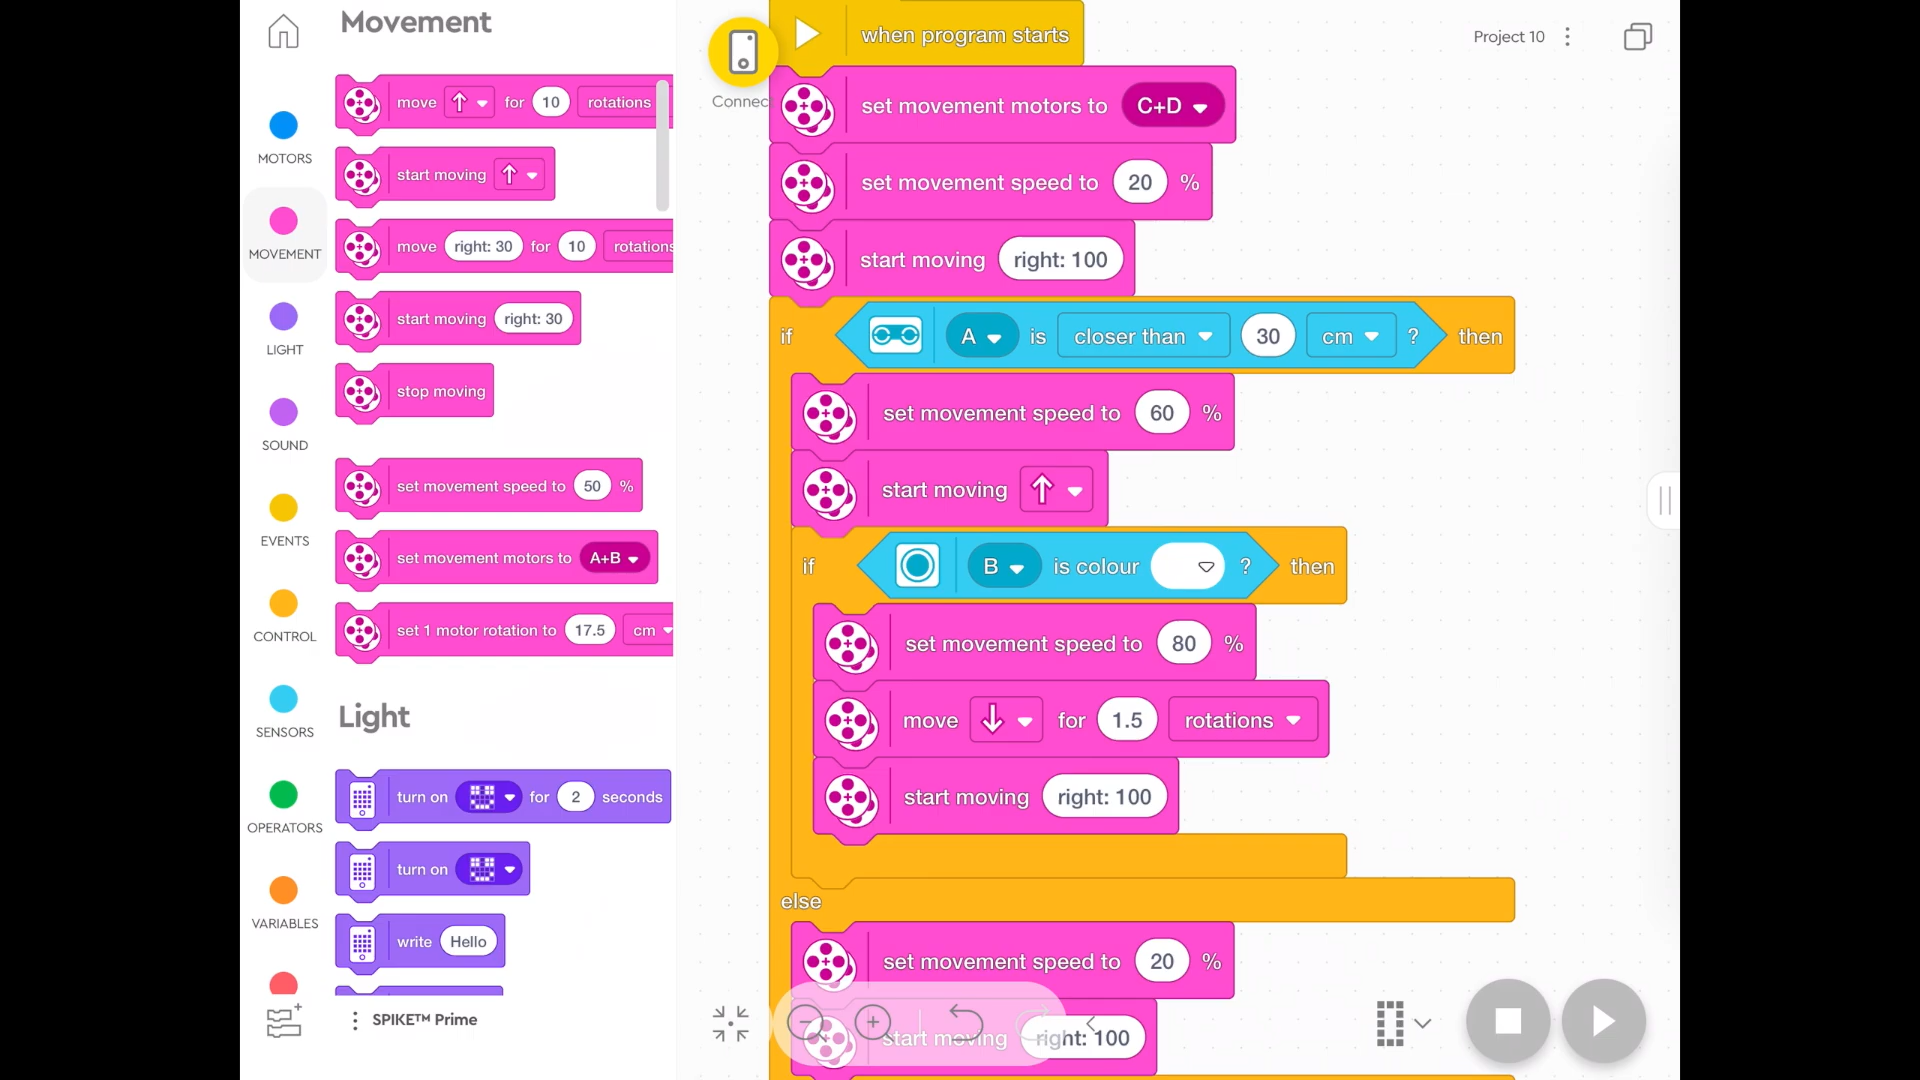 Movement
MOTORS
MOVEMENT
LIGHT
SOUND
EVENTS
CONTROL
SENSORS
OPERATORS
VARIABLES
move for 10 rotations
start moving
move right: 30 for 10 rotations
start moving right: 30
stop moving
set movement speed to 50 %
set movement motors to A+B
set 1 motor rotation to 17.5 cm
Light
turn on for 2 seconds
turn on
write Hello
SPIKE™ Prime
Connect
Project 10
when program starts
set movement motors to C+D
set movement speed to 20 %
start moving right: 100
if A is closer than 30 cm ? then
set movement speed to 60 %
start moving
if B is colour ? then
set movement speed to 80 %
move for 1.5 rotations
start moving right: 100
else
set movement speed to 20 %
start moving right: 100